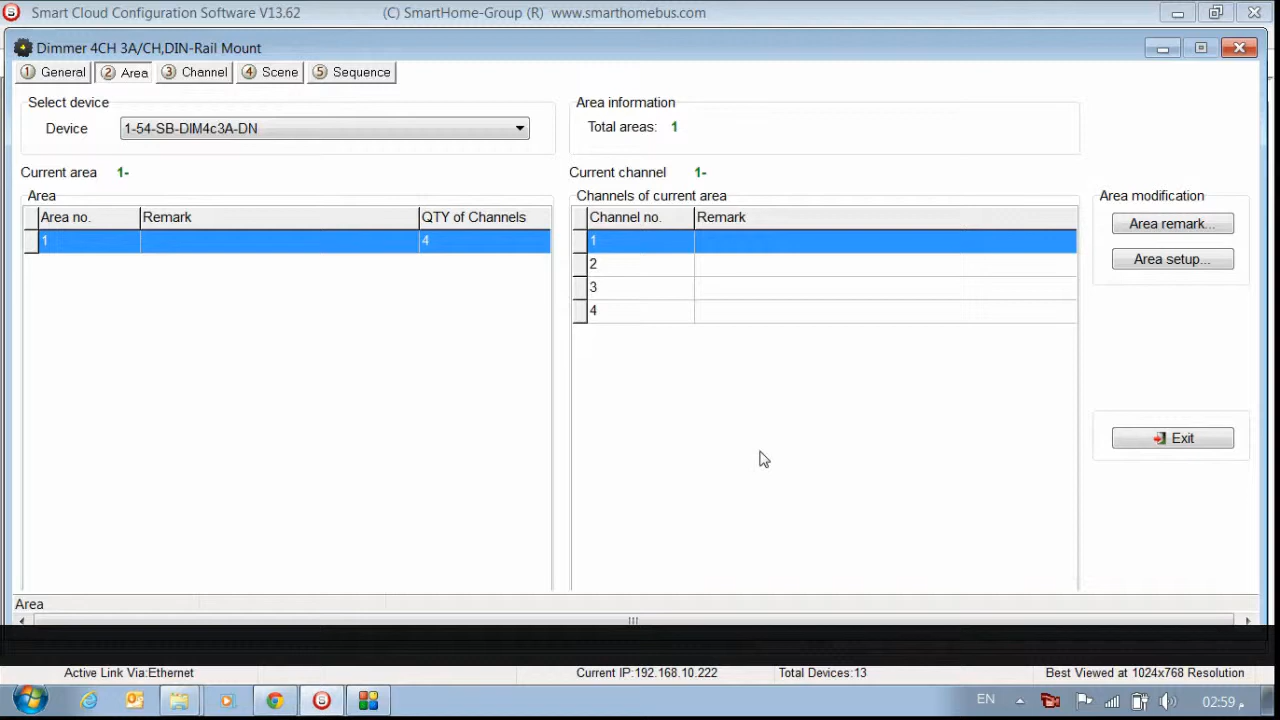 Smart Cloud Configuration Software V13.62 (C) SmartHome-Group (R) www.smarthomebus.com
Dimmer 4CH 3A/CH,DIN-Rail Mount
1 General 2 Area 3 Channel 4 Scene 5 Sequence
Select device
Device 1-54-SB-DIM4c3A-DN
Area information
Total areas: 1
Current area 1-
Current channel 1-
Area
Area no. Remark QTY of Channels
1 4
Channels of current area
Channel no. Remark
1
2
3
4
Area modification
Area remark...
Area setup...
Exit
Area
Active Link Via:Ethernet Current IP:192.168.10.222 Total Devices:13 Best Viewed at 1024x768 Resolution
EN 02:59 م